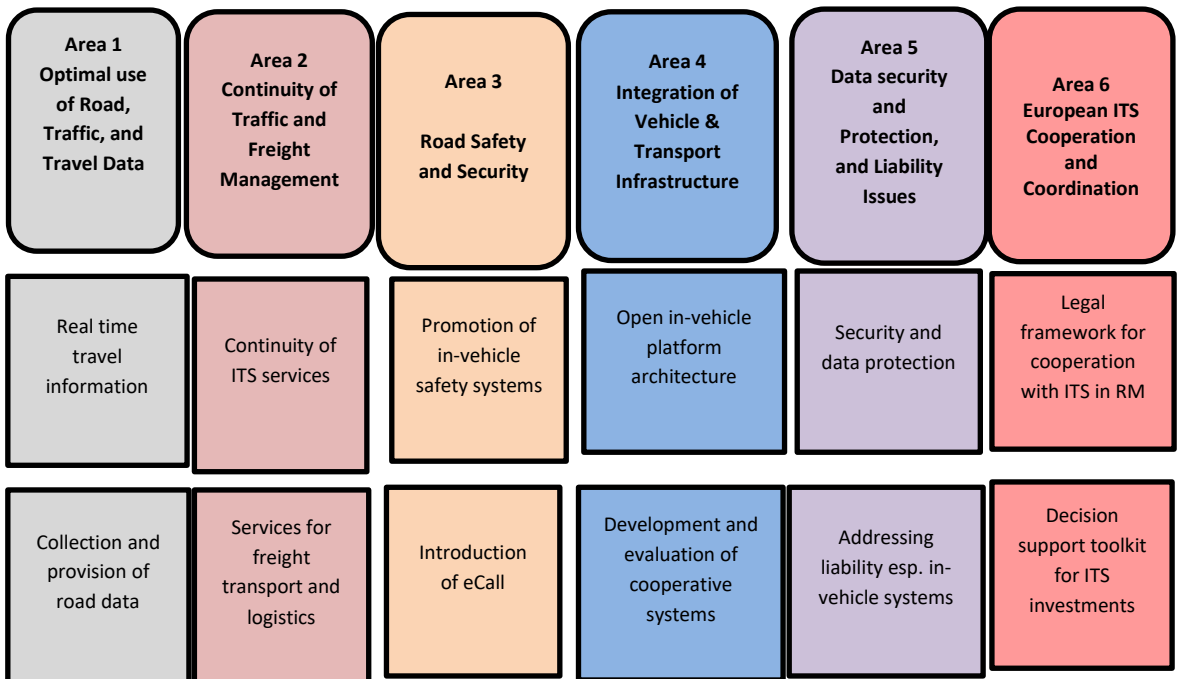 Area 1
Optimal use
of Road,
Traffic, and
Travel Data
Area 2
Continuity of
Traffic and
Freight
Management
Area 3
Road Safety
and Security
Area 4
Integration of
Vehicle &
Transport
Infrastructure
Area 5
Data security
and
Protection,
and Liability
Issues
Area 6
European ITS
Cooperation
and
Coordination
Real time
travel
information
Continuity of
ITS services
Promotion of
in-vehicle
safety systems
Open in-vehicle
platform
architecture
Security and
data protection
Legal
framework for
cooperation
with ITS in RM
Collection and
provision of
road data
Services for
freight
transport and
logistics
Introduction
of eCall
Development and
evaluation of
cooperative
systems
Addressing
liability esp. in-
vehicle systems
Decision
support toolkit
for ITS
investments